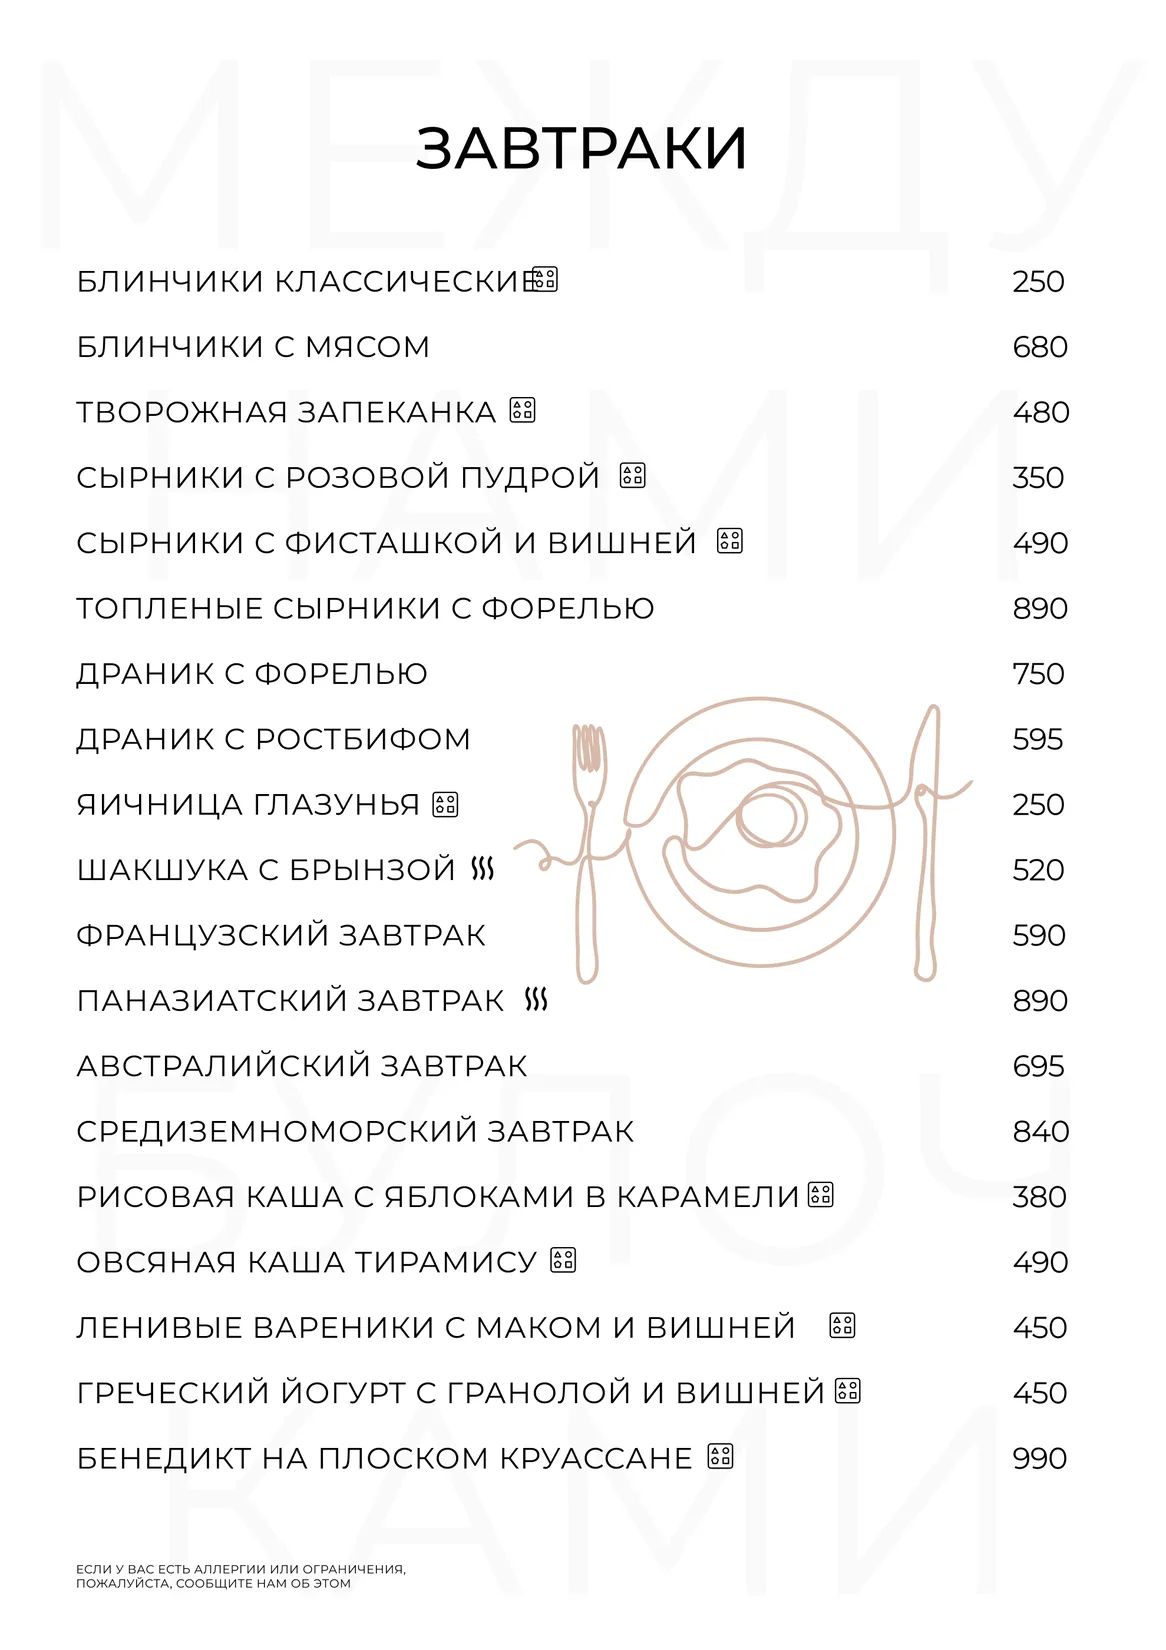 МЕЖДУ
ЗАВТРАКИ
БЛИНЧИКИ КЛАССИЧЕСКИЕ 250
БЛИНЧИКИ С МЯСОМ 680
НАМИ
ТВОРОЖНАЯ ЗАПЕКАНКА 480
СЫРНИКИ С РОЗОВОЙ ПУДРОЙ 350
СЫРНИКИ С ФИСТАШКОЙ И ВИШНЕЙ 490
ТОПЛЕНЫЕ СЫРНИКИ С ФОРЕЛЬЮ 890
ДРАНИК С ФОРЕЛЬЮ 750
ДРАНИК С РОСТБИФОМ 595
ЯИЧНИЦА ГЛАЗУНЬЯ 250
ШАКШУКА С БРЫНЗОЙ 520
ФРАНЦУЗСКИЙ ЗАВТРАК 590
ПАНАЗИАТСКИЙ ЗАВТРАК 890
АВСТРАЛИЙСКИЙ ЗАВТРАК 695
БУЛОЧ
СРЕДИЗЕМНОМОРСКИЙ ЗАВТРАК 840
РИСОВАЯ КАША С ЯБЛОКАМИ В КАРАМЕЛИ 380
ОВСЯНАЯ КАША ТИРАМИСУ 490
ЛЕНИВЫЕ ВАРЕНИКИ С МАКОМ И ВИШНЕЙ 450
ГРЕЧЕСКИЙ ЙОГУРТ С ГРАНОЛОЙ И ВИШНЕЙ 450
БЕНЕДИКТ НА ПЛОСКОМ КРУАССАНЕ 990
КАМИ
ЕСЛИ У ВАС ЕСТЬ АЛЛЕРГИИ ИЛИ ОГРАНИЧЕНИЯ,
ПОЖАЛУЙСТА, СООБЩИТЕ НАМ ОБ ЭТОМ